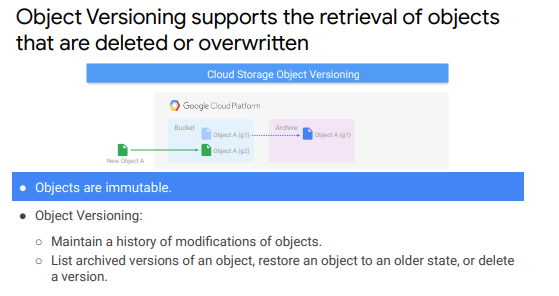 Object Versioning supports the retrieval of objects
that are deleted or overwritten
Cloud Storage Object Versioning
Google Cloud Platform
Bucket
Archive
Object A (g1)
Object A (g1)
Object A (g2)
New Object A
● Objects are immutable.
● Object Versioning:
○ Maintain a history of modifications of objects.
○ List archived versions of an object, restore an object to an older state, or delete
a version.